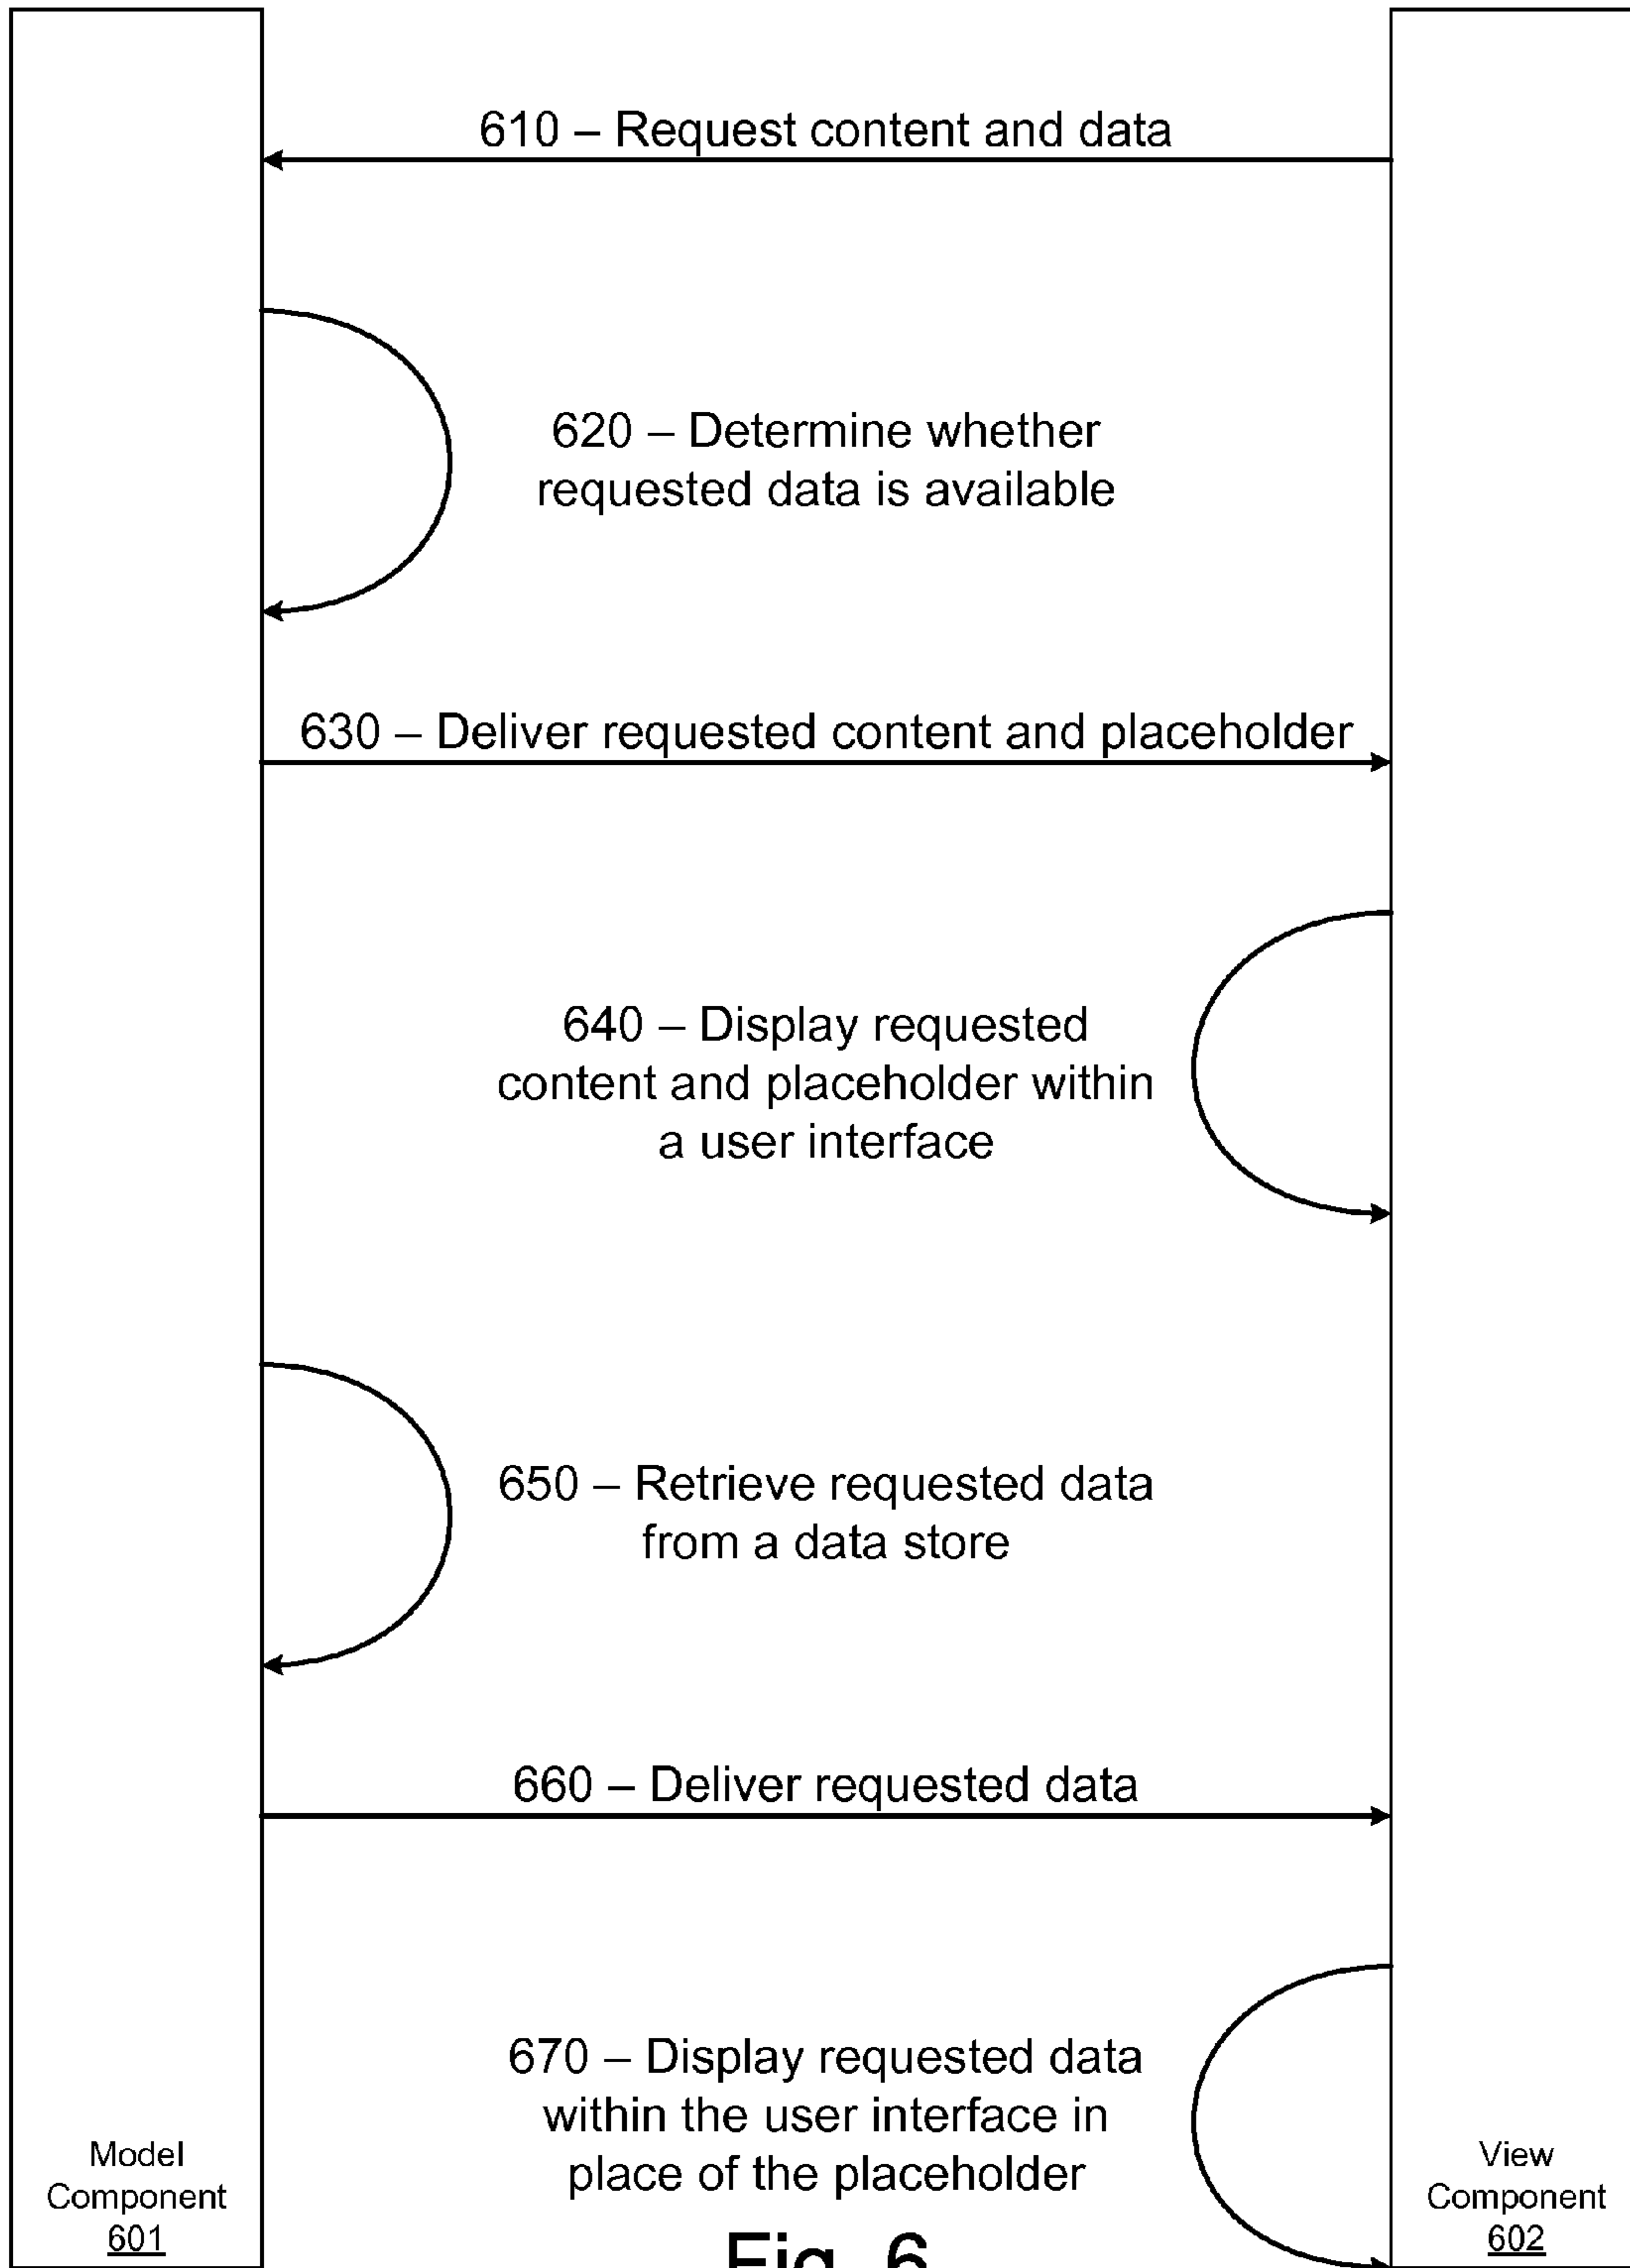 610 – Request content and data
620 – Determine whether
requested data is available
630 – Deliver requested content and placeholder
640 – Display requested
content and placeholder within
a user interface
650 – Retrieve requested data
from a data store
660 – Deliver requested data
670 – Display requested data
within the user interface in
place of the placeholder
Model
Component
601
View
Component
602
Fig. 6